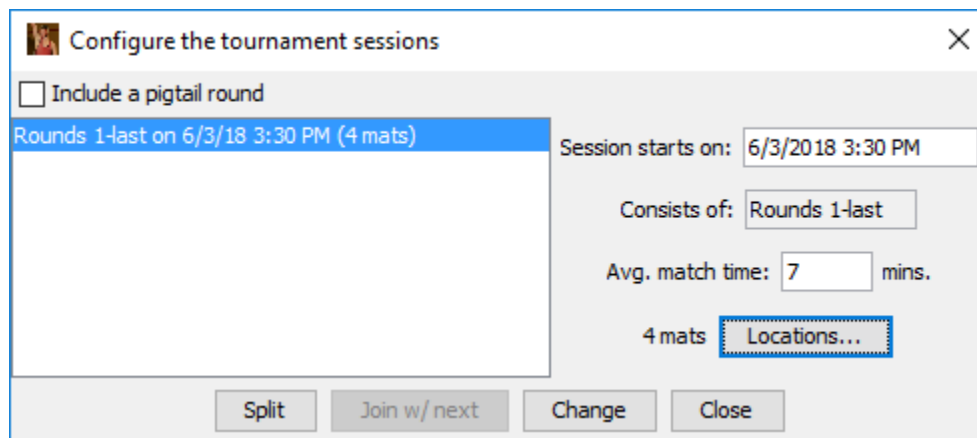 Configure the tournament sessions
Include a pigtail round
Rounds 1-last on 6/3/18 3:30 PM (4 mats)
Session starts on: 6/3/2018 3:30 PM
Consists of: Rounds 1-last
Avg. match time: 7 mins.
4 mats Locations...
Split Join w/ next Change Close